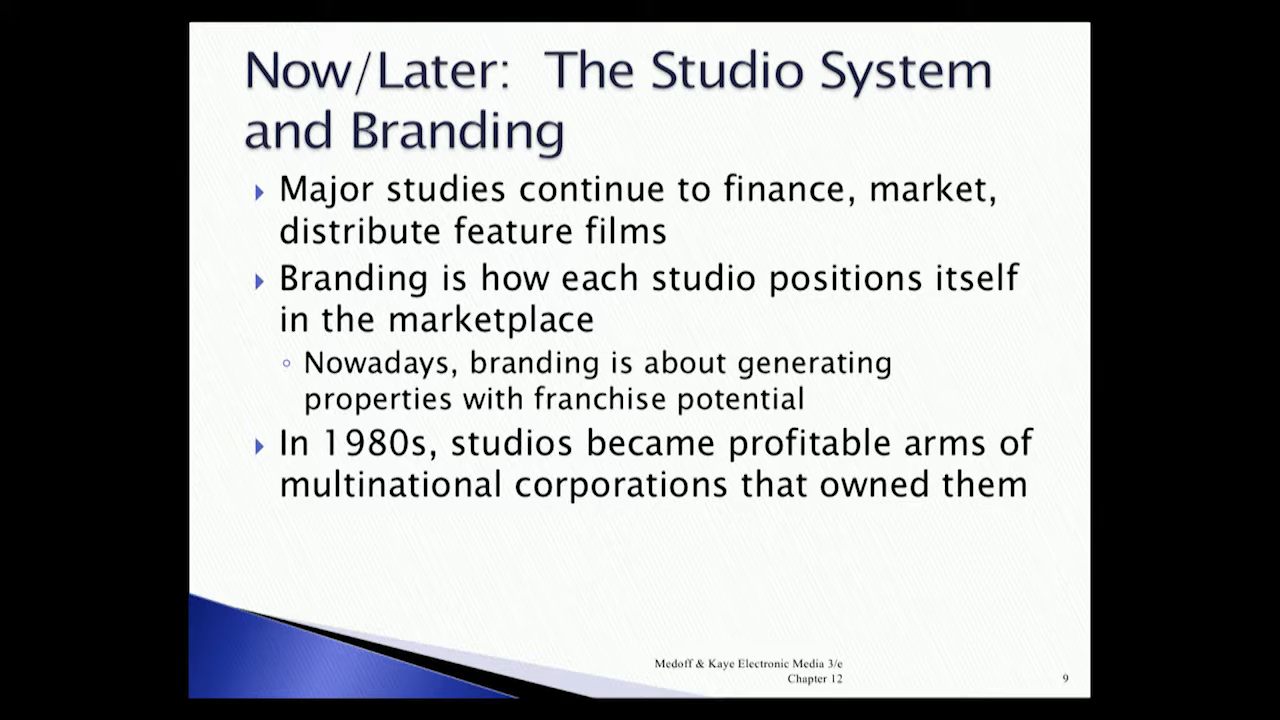 Now/Later: The Studio System
and Branding
Major studies continue to finance, market,
distribute feature films
Branding is how each studio positions itself
in the marketplace
Nowadays, branding is about generating
properties with franchise potential
In 1980s, studios became profitable arms of
multinational corporations that owned them
Medoff & Kaye Electronic Media 3/e
Chapter 12
9